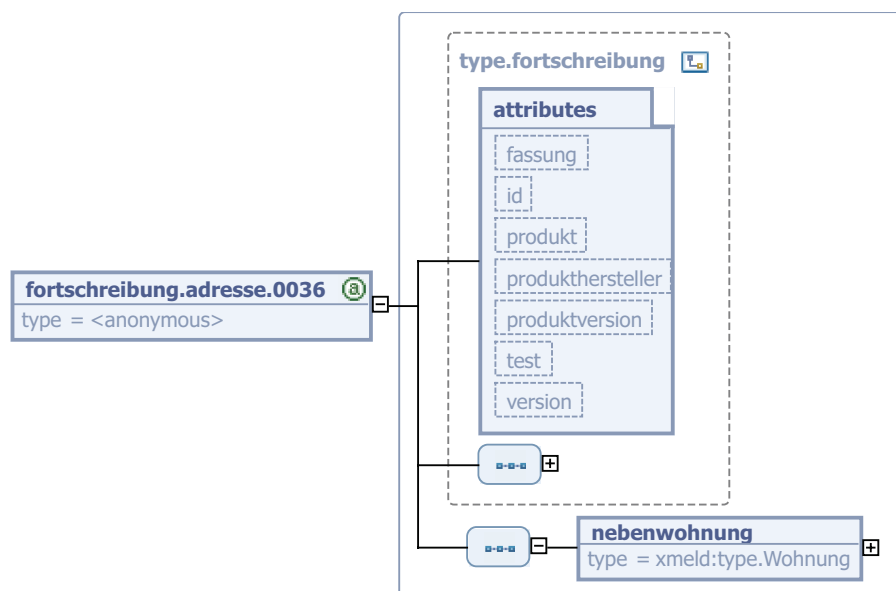 type.fortschreibung
attributes
fassung
id
produkt
produkthersteller
produktversion
test
version
fortschreibung.adresse.0036 a
type = <anonymous>
nebenwohnung
type = xmeld:type.Wohnung